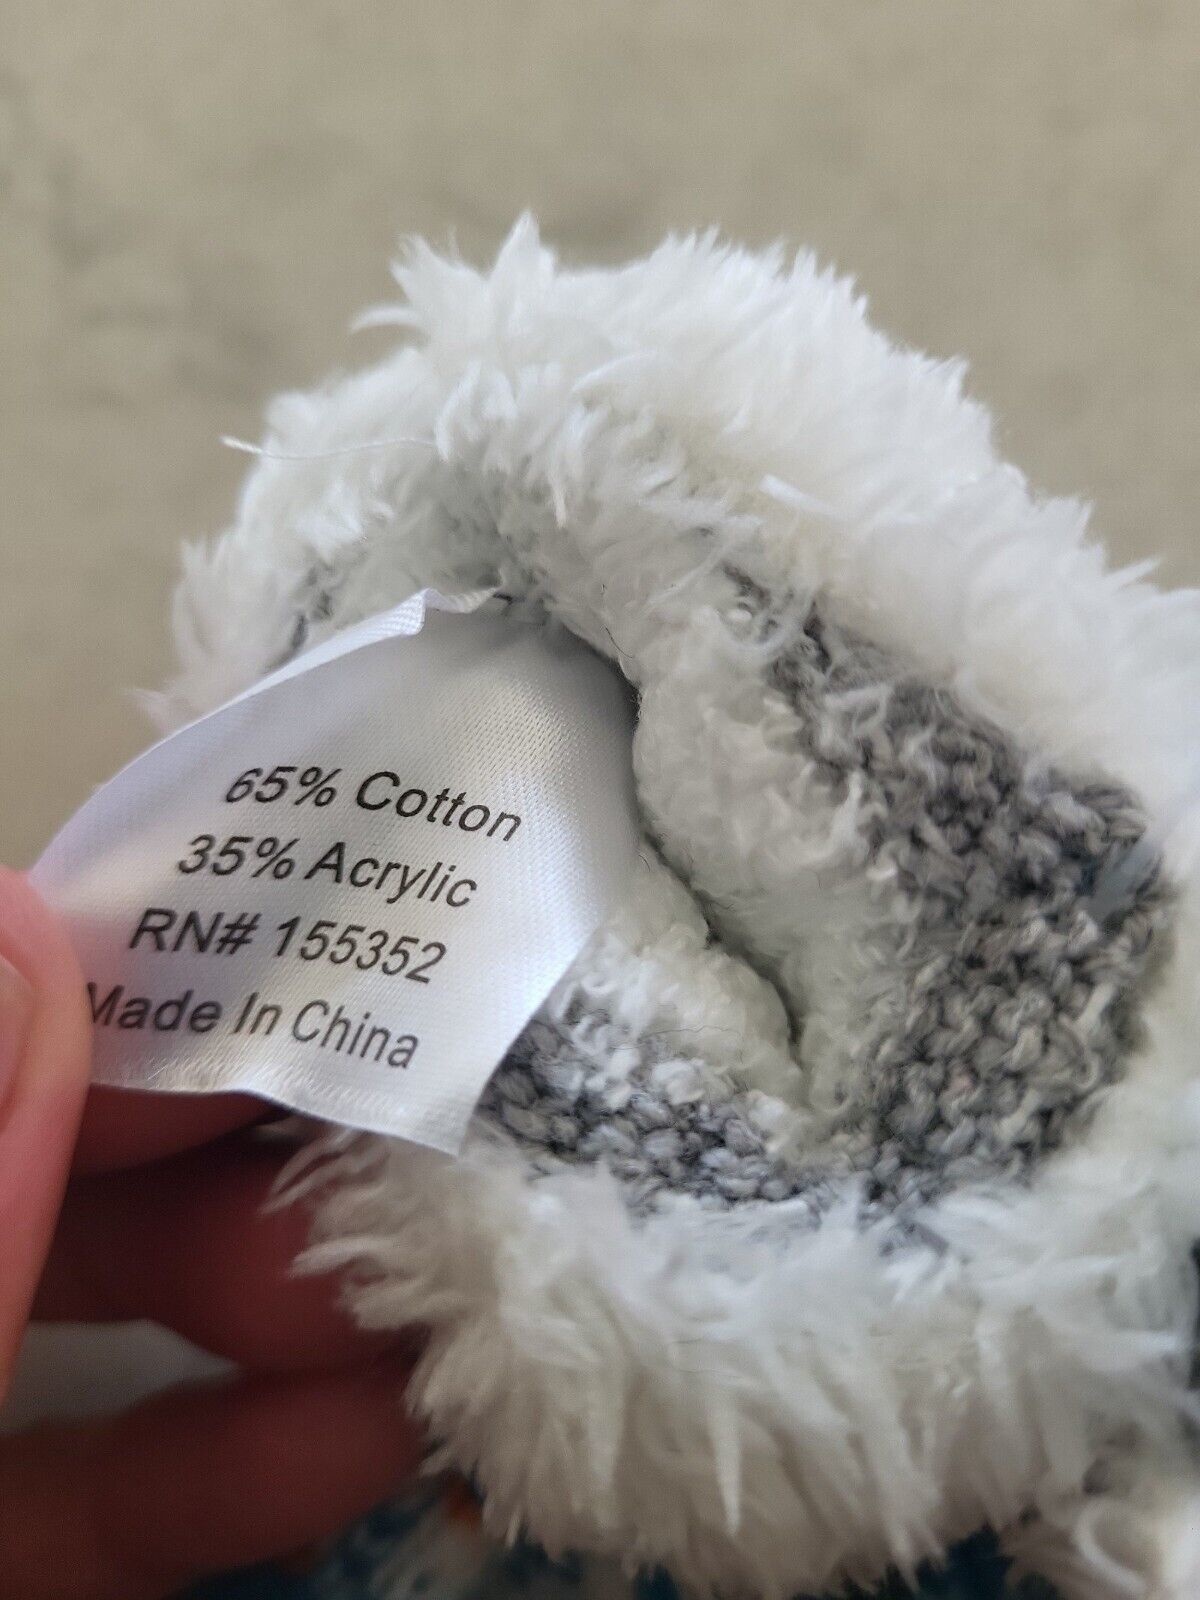 65% Cotton
35% Acrylic
RN# 155352
Made In China